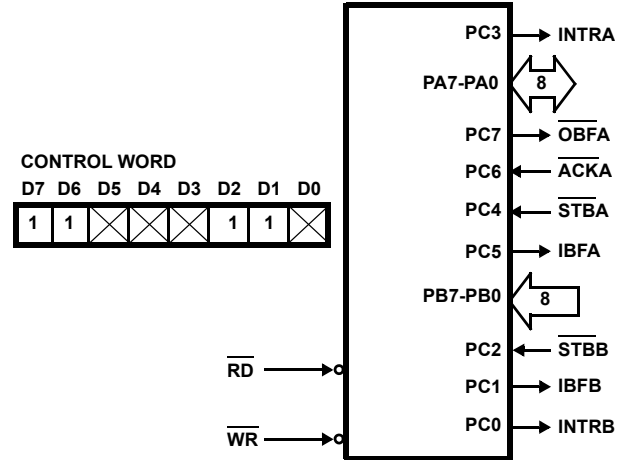 PC3 INTRA
PA7-PA0 8
PC7 OBFA
CONTROL WORD
PC6 ACKA
D7 D6 D5 D4 D3 D2 D1 D0
PC4 STBA
1 1 1 1
PC5 IBFA
PB7-PB0 8
PC2 STBB
RD
PC1 IBFB
PC0 INTRB
WR